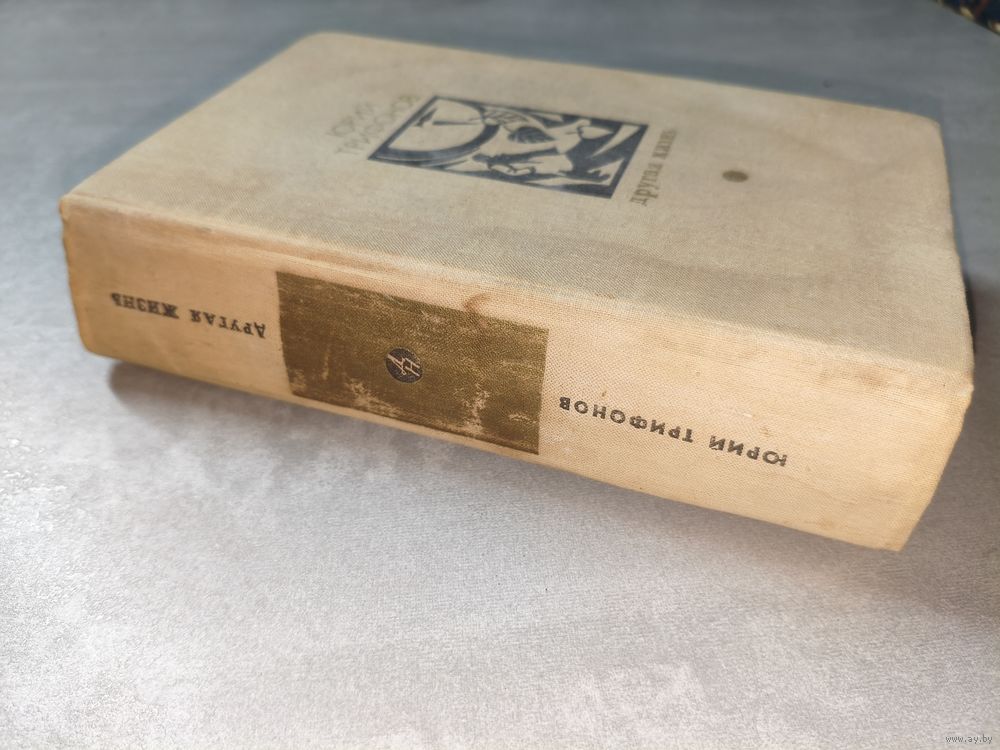 ЮРИЙ
ТРИФОНОВ
другая жизнь
ЮРИЙ ТРИФОНОВ
ДРУГАЯ ЖИЗНЬ
www.ay.by